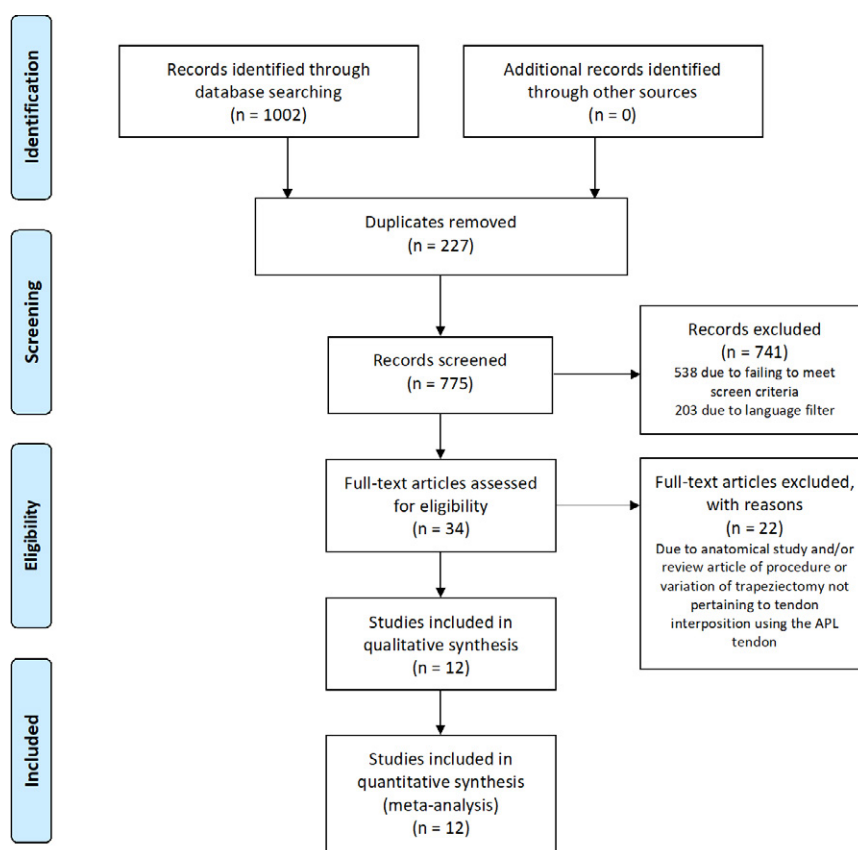 Identification
Records identified through
database searching
(n = 1002)
Additional records identified
through other sources
(n = 0)
Duplicates removed
(n = 227)
Screening
Records screened
(n = 775)
Records excluded
(n = 741)
538 due to failing to meet
screen criteria
203 due to language filter
Eligibility
Full-text articles assessed
for eligibility
(n = 34)
Full-text articles excluded,
with reasons
(n = 22)
Due to anatomical study and/or
review article of procedure or
variation of trapeziectomy not
pertaining to tendon
interposition using the APL
tendon
Studies included in
qualitative synthesis
(n = 12)
Included
Studies included in
quantitative synthesis
(meta-analysis)
(n = 12)